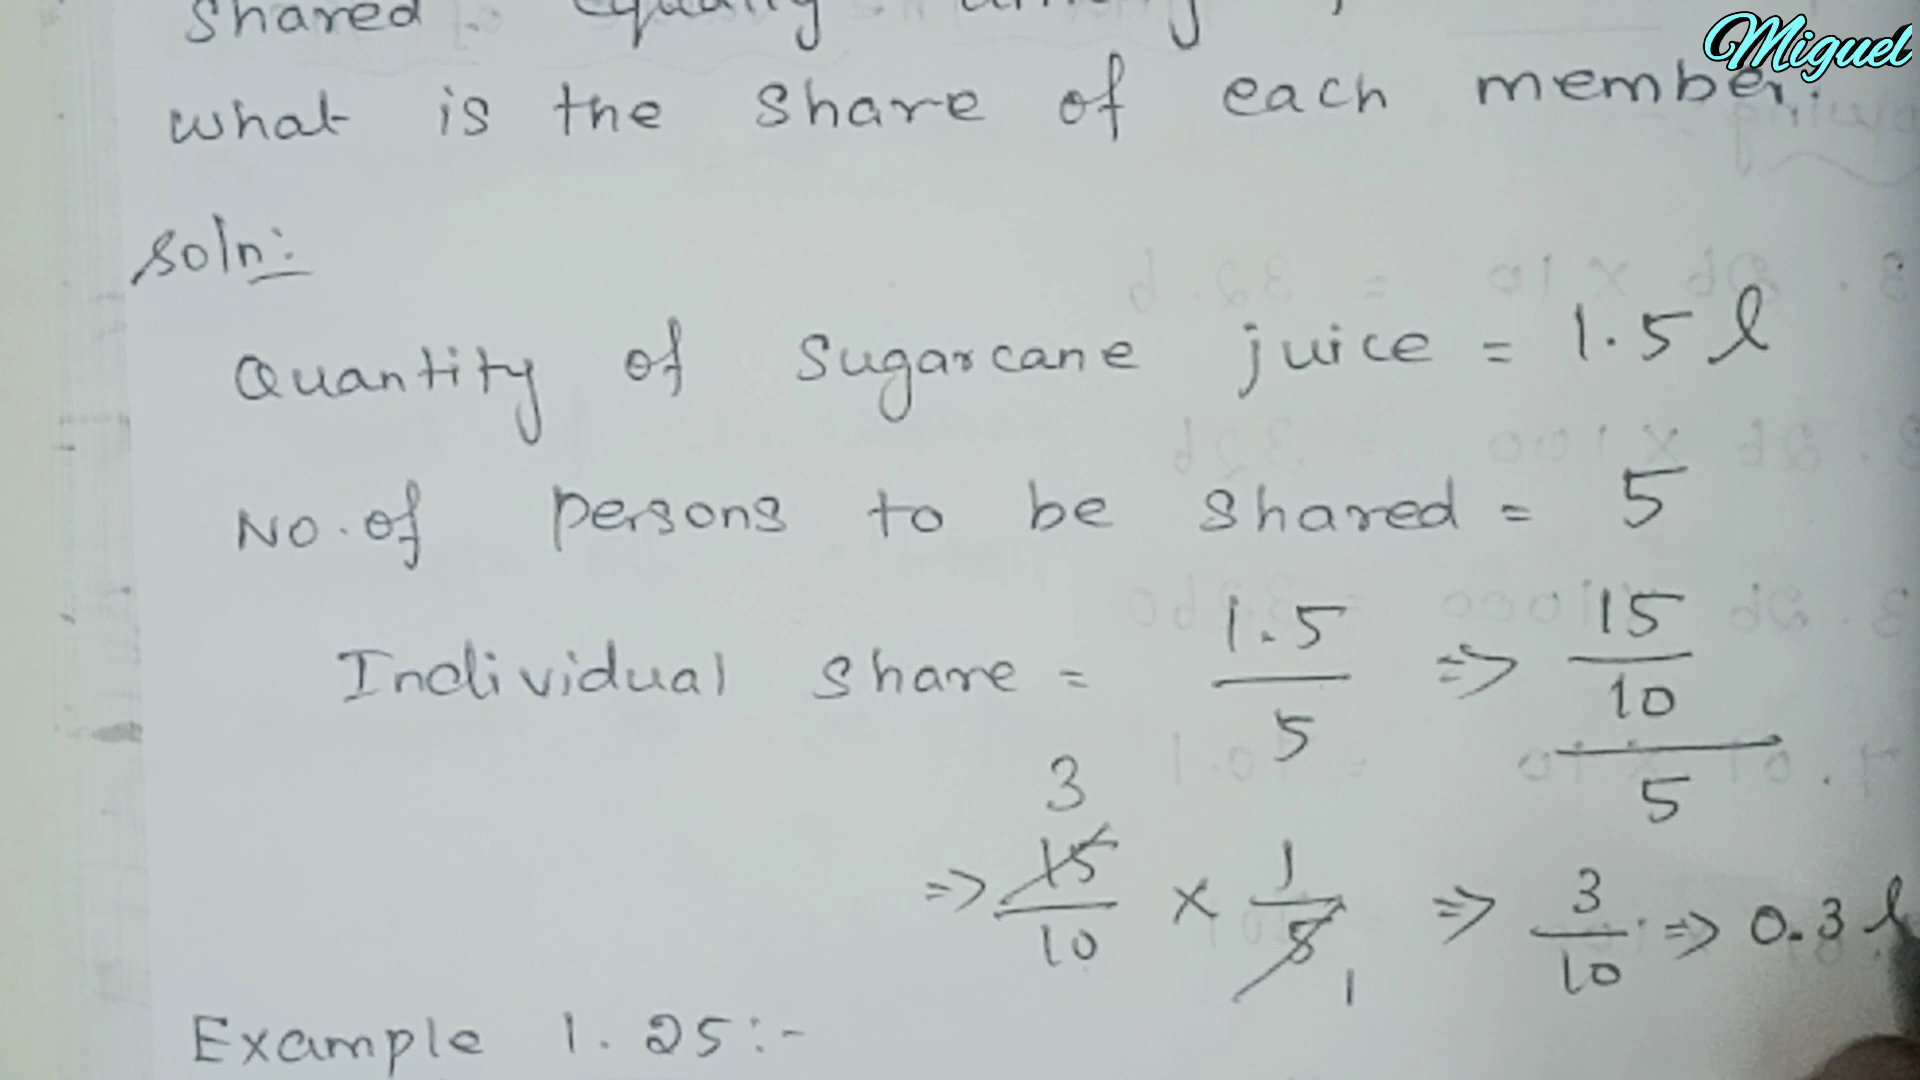 Shared equally among
Miguel
what is the share of each member.
Soln:
Quantity of Sugarcane juice = 1.5 l
No. of persons to be shared = 5
Individual share = 1.5/5 => 15/10/5
3
=> 15/10 x 1/5 => 3/10 => 0.3 l
1
Example 1.25:-